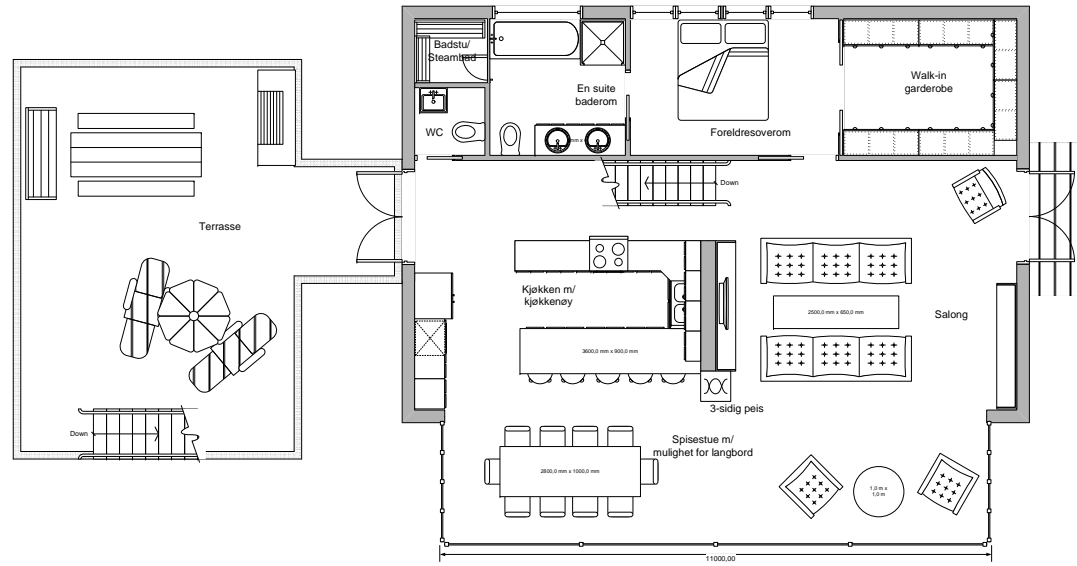 Badstu/
Steambad
En suite
baderom
WC
Foreldresoverom
Walk-in
garderobe
Down
Terrasse
Kjøkken m/
kjøkkenøy
3600,0 mm x 900,0 mm
2500,0 mm x 650,0 mm
Salong
3-sidig peis
Spisestue m/
mulighet for langbord
Down
2800,0 mm x 1000,0 mm
1,0 m x
1,0 m
11000,00